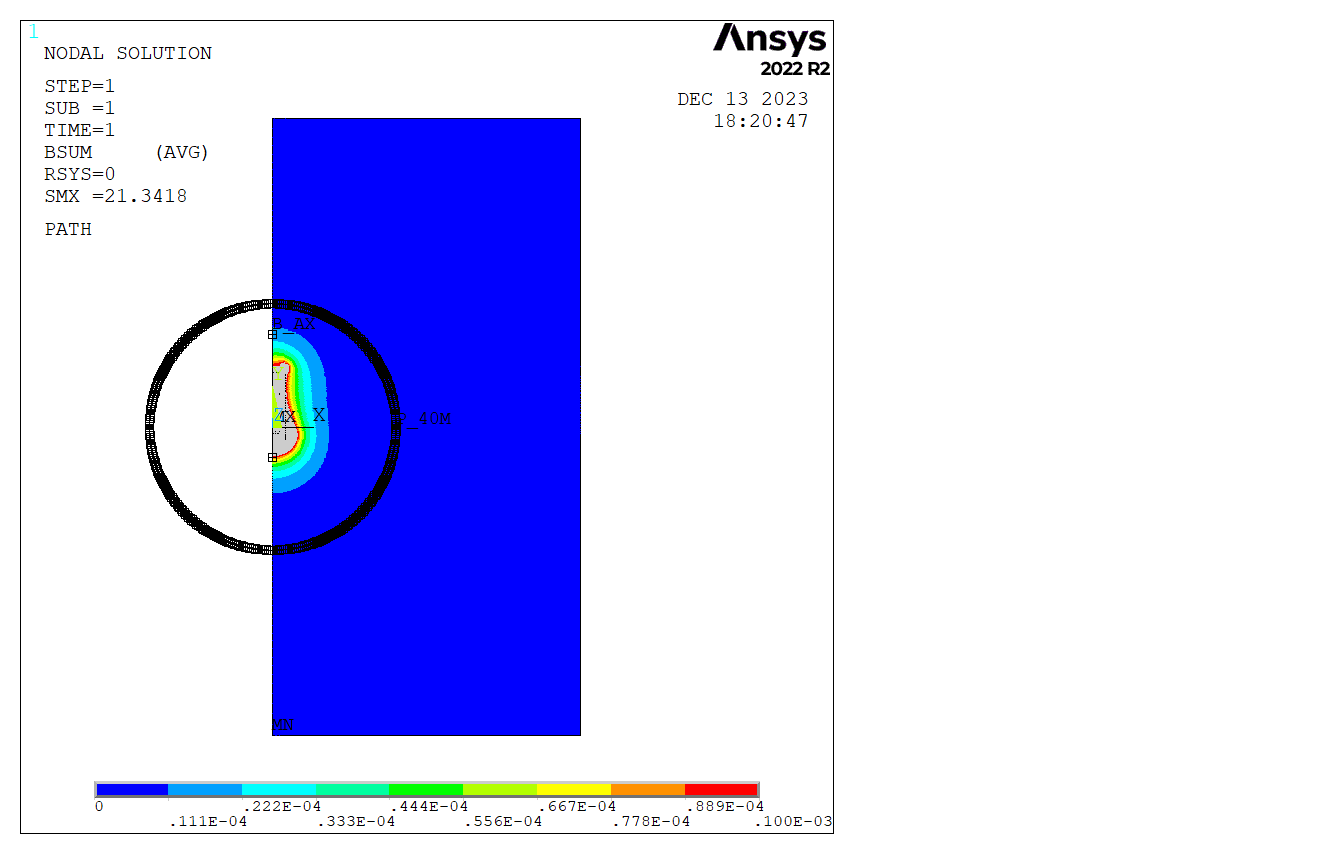 1
NODAL SOLUTION
STEP=1
SUB =1
TIME=1
BSUM     (AVG)
RSYS=0
SMX =21.3418
PATH
Ansys
2022 R2
DEC 13 2023
18:20:47
B_AX
X
_40M
MN
0
.111E-04
.222E-04
.333E-04
.444E-04
.556E-04
.667E-04
.778E-04
.889E-04
.100E-03